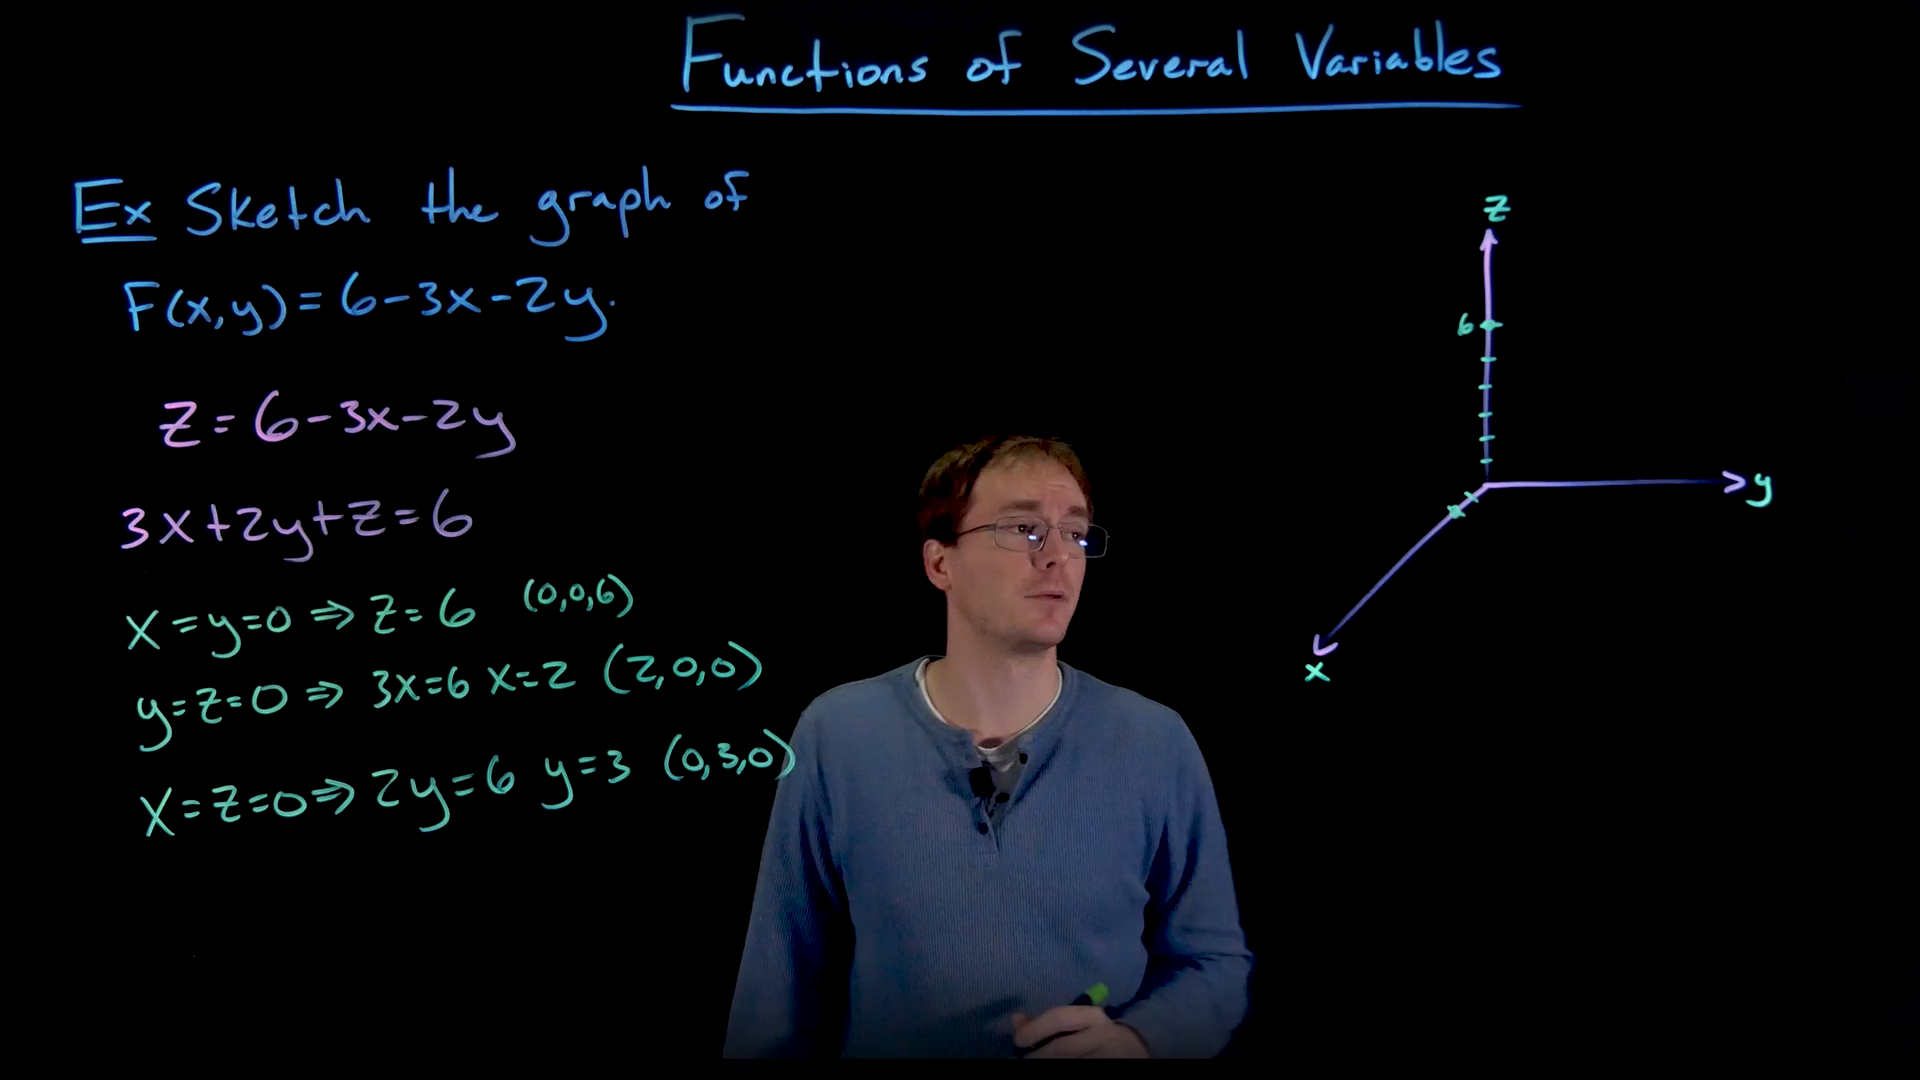 Functions of Several Variables
Ex Sketch the graph of
F(x,y)=6-3x-2y.
z=6-3x-2y
3x+2y+z=6
x=y=0⇒z=6 (0,0,6)
y=z=0⇒3x=6 x=2 (2,0,0)
x=z=0⇒2y=6 y=3 (0,3,0)
z
6
y
x